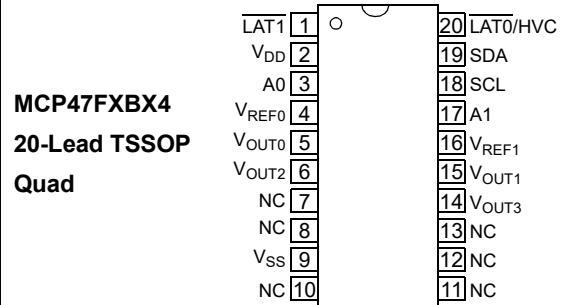 MCP47FXBX4
20-Lead TSSOP
Quad
LAT1 1
VDD 2
A0 3
VREF0 4
VOUT0 5
VOUT2 6
NC 7
NC 8
VSS 9
NC 10
20 LAT0/HVC
19 SDA
18 SCL
17 A1
16 VREF1
15 VOUT1
14 VOUT3
13 NC
12 NC
11 NC